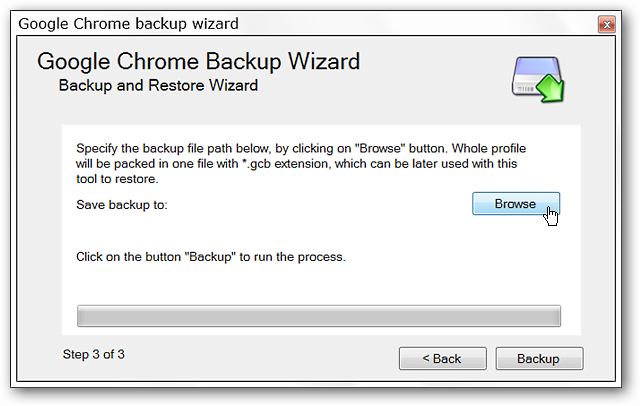 Google Chrome backup wizard
Google Chrome Backup Wizard
Backup and Restore Wizard
Specify the backup file path below, by clicking on "Browse" button. Whole profile
will be packed in one file with *.gcb extension, which can be later used with this
tool to restore.
Save backup to:
Browse
Click on the button "Backup" to run the process.
Step 3 of 3
< Back
Backup